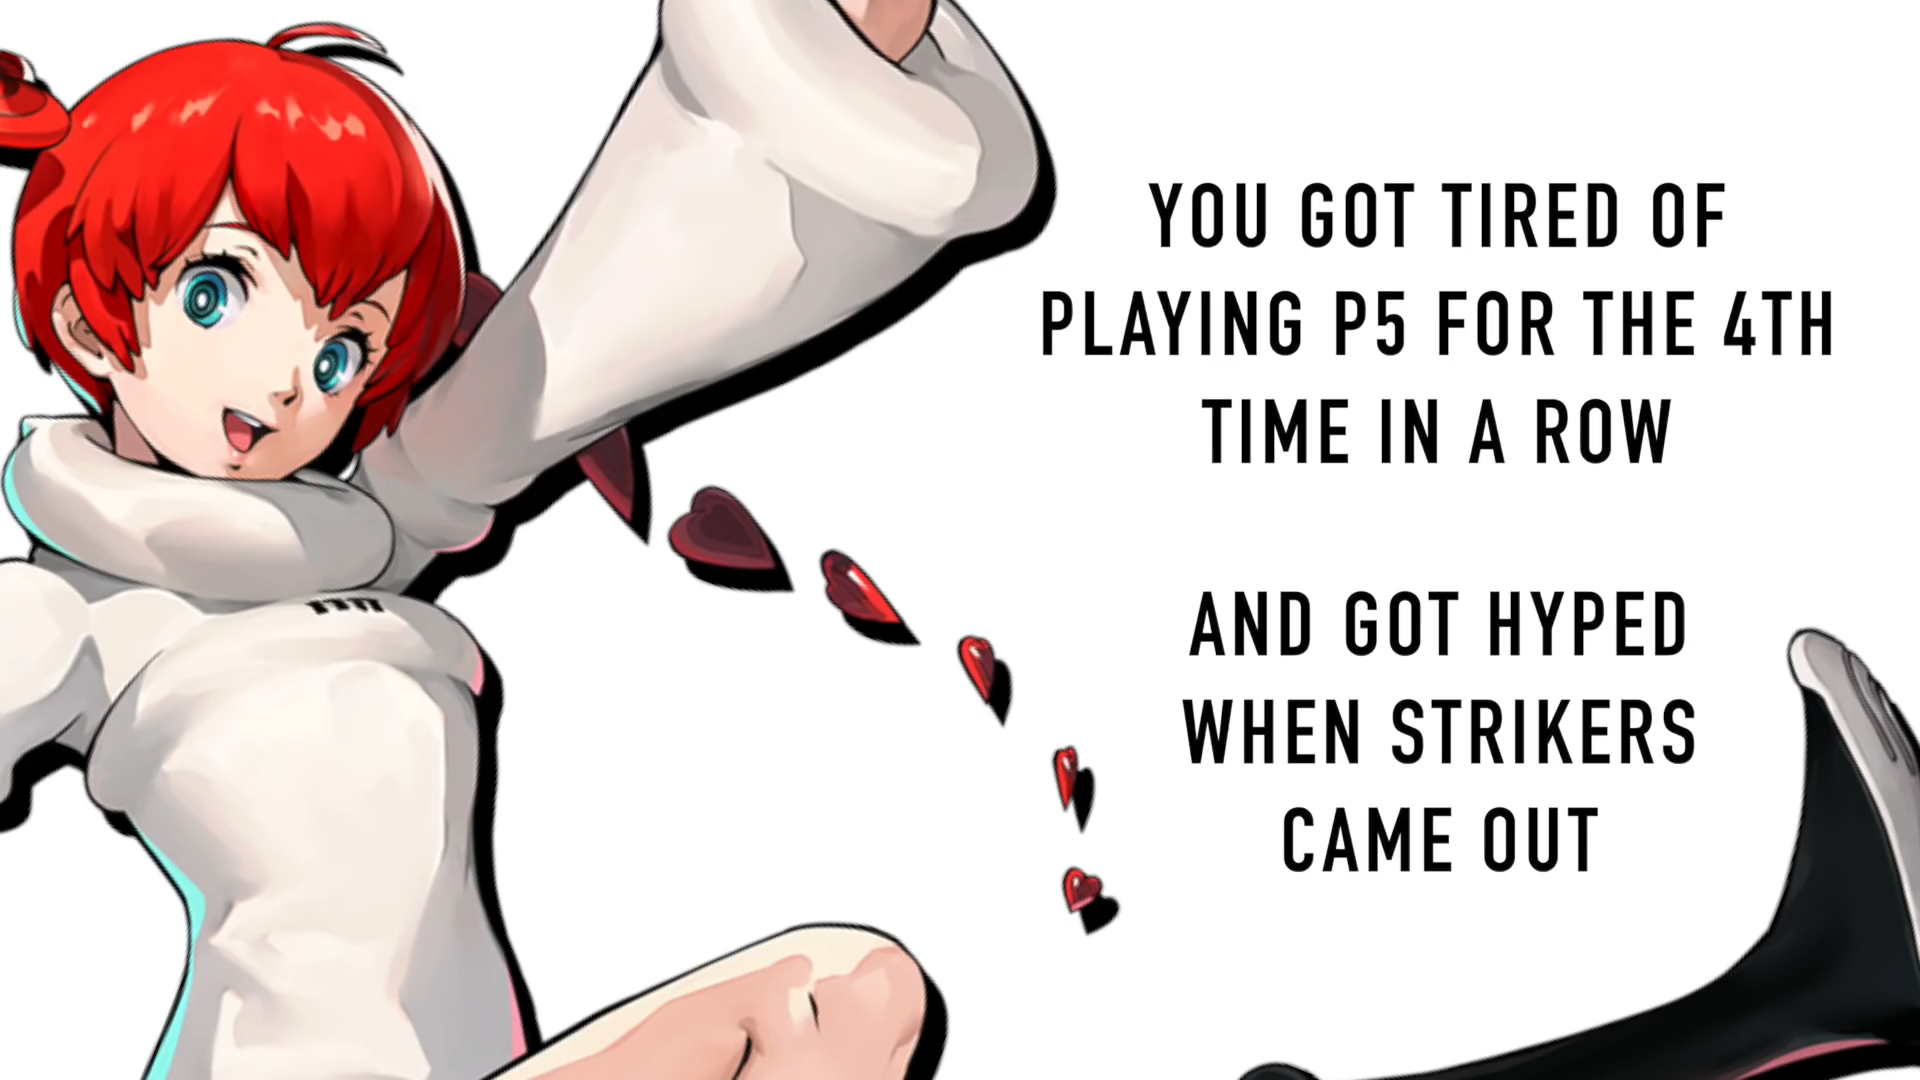 YOU GOT TIRED OF
PLAYING P5 FOR THE 4TH
TIME IN A ROW
AND GOT HYPED
WHEN STRIKERS
CAME OUT